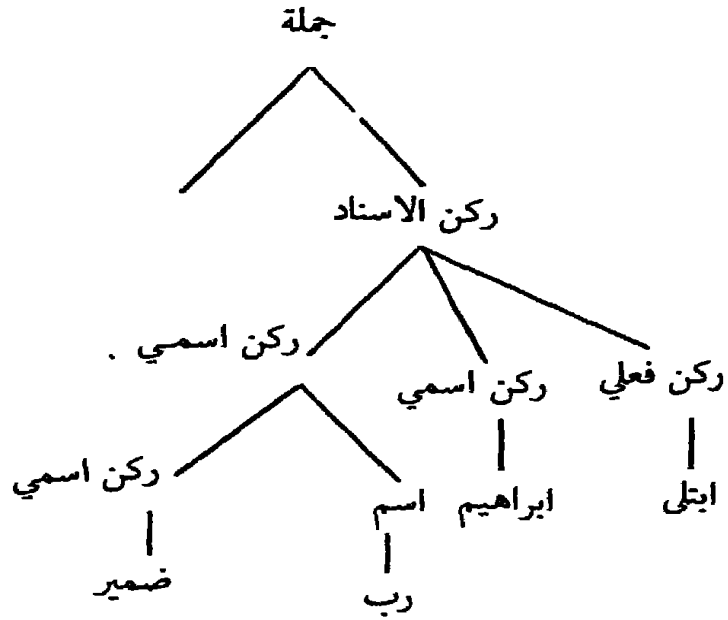 جملة
ركن الاسناد
ركن اسمي .
ركن فعلي ركن اسمي
ركن اسمي
ابتلى ابراهيم اسم
ضمير
رب